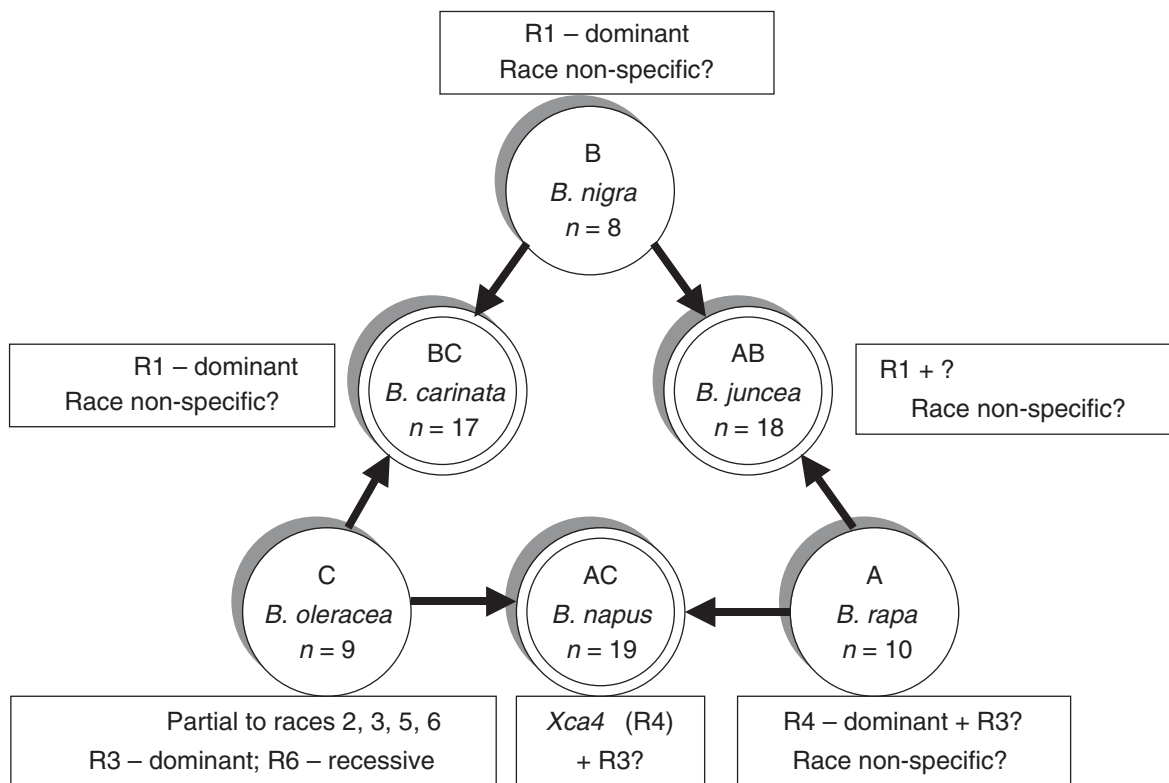 R1 – dominant
Race non-specific?
B
B. nigra
n = 8
R1 – dominant
Race non-specific?
BC
B. carinata
n = 17
AB
B. juncea
n = 18
R1 + ?
Race non-specific?
C
B. oleracea
n = 9
AC
B. napus
n = 19
A
B. rapa
n = 10
Partial to races 2, 3, 5, 6
R3 – dominant; R6 – recessive
Xca4 (R4)
+ R3?
R4 – dominant + R3?
Race non-specific?